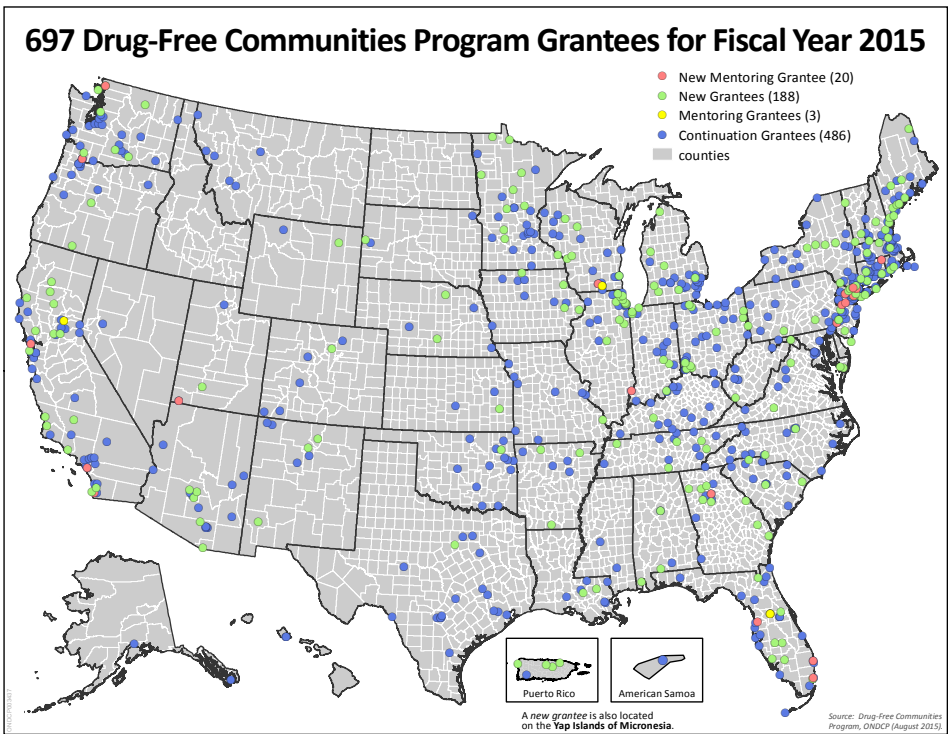 697 Drug-Free Communities Program Grantees for Fiscal Year 2015
New Mentoring Grantee (20)
New Grantees (188)
Mentoring Grantees (3)
Continuation Grantees (486)
counties
Puerto Rico
American Samoa
A new grantee is also located
on the Yap Islands of Micronesia.
Source: Drug-Free Communities
Program, ONDCP (August 2015).